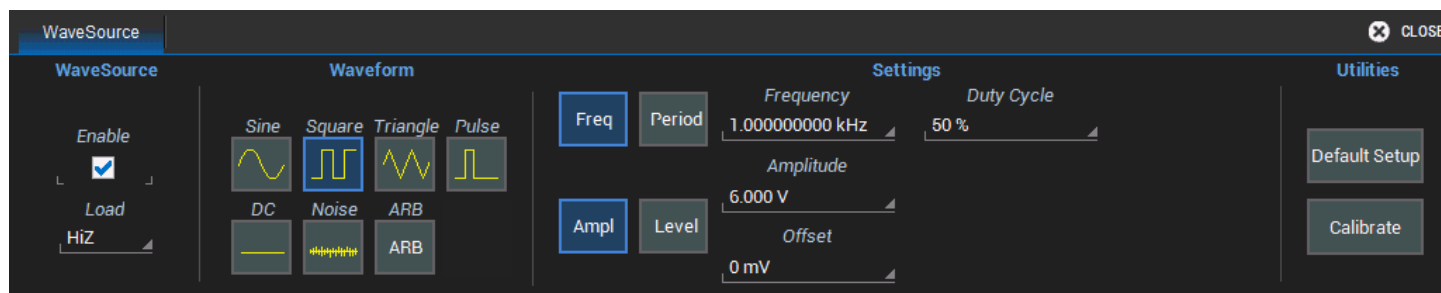 WaveSource
CLOSE
WaveSource
Waveform
Settings
Utilities
Enable
Load
HiZ
Sine Square Triangle Pulse
DC Noise ARB
ARB
Freq Period
Ampl Level
Frequency
1.000000000 kHz
Duty Cycle
50 %
Amplitude
6.000 V
Offset
0 mV
Default Setup
Calibrate